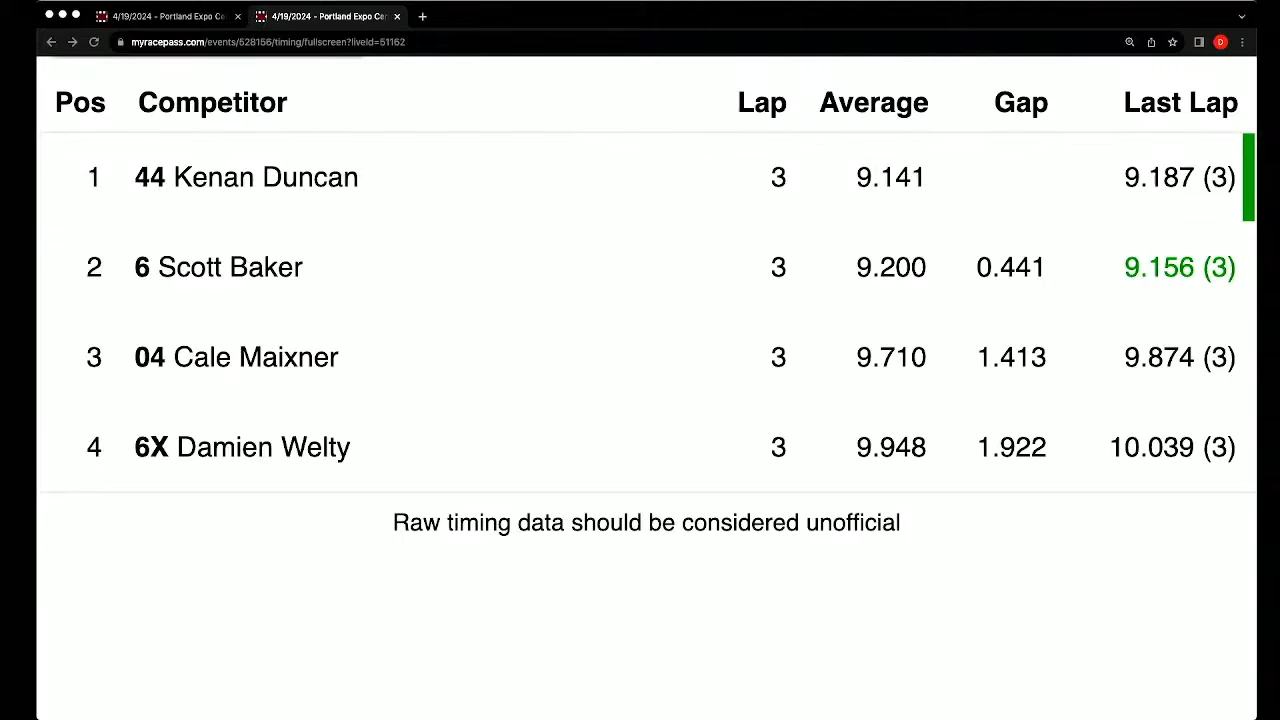 4/19/2024 - Portland Expo Ce
4/19/2024 - Portland Expo Cen
myracepass.com/events/528156/timing/fullscreen?liveId=51162
D
Pos Competitor Lap Average Gap Last Lap
1 44 Kenan Duncan 3 9.141 9.187 (3)
2 6 Scott Baker 3 9.200 0.441 9.156 (3)
3 04 Cale Maixner 3 9.710 1.413 9.874 (3)
4 6X Damien Welty 3 9.948 1.922 10.039 (3)
Raw timing data should be considered unofficial